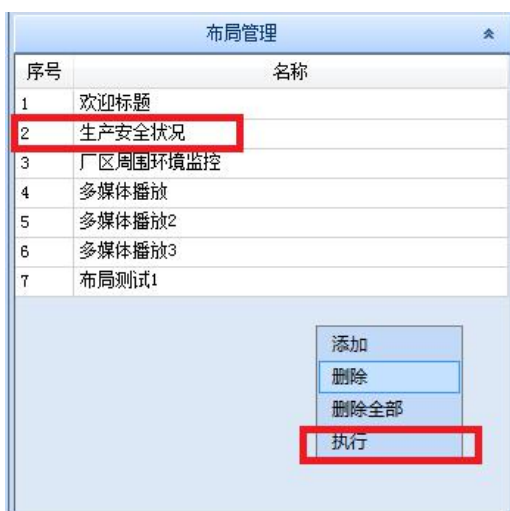 布局管理
序号 名称
1 欢迎标题
2 生产安全状况
3 厂区周围环境监控
4 多媒体播放
5 多媒体播放2
6 多媒体播放3
7 布局测试1
添加
删除
删除全部
执行